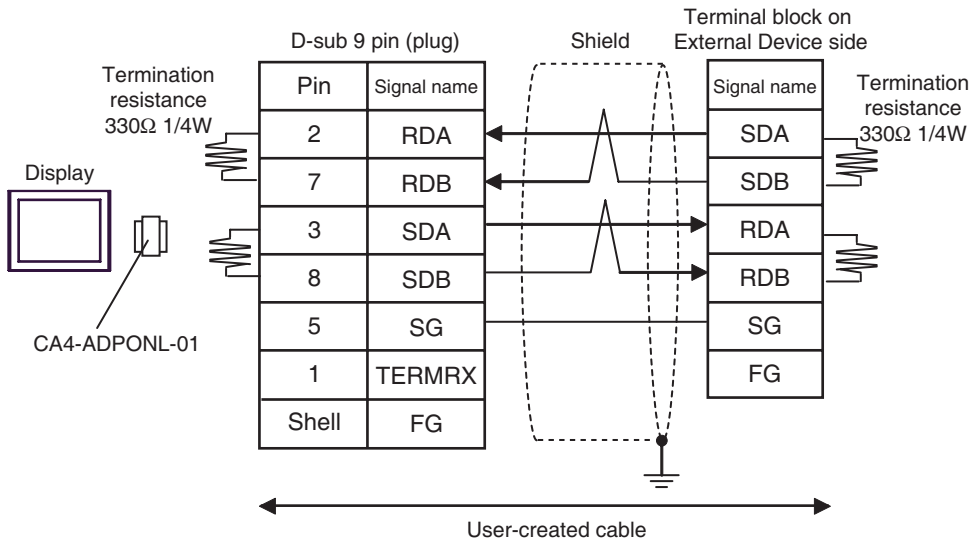 Terminal block on
External Device side
D-sub 9 pin (plug)
Shield
Termination
resistance
330Ω 1/4W
Pin Signal name
2 RDA
7 RDB
3 SDA
8 SDB
5 SG
1 TERMRX
Shell FG
Signal name
SDA
SDB
RDA
RDB
SG
FG
Termination
resistance
330Ω 1/4W
Display
CA4-ADPONL-01
User-created cable